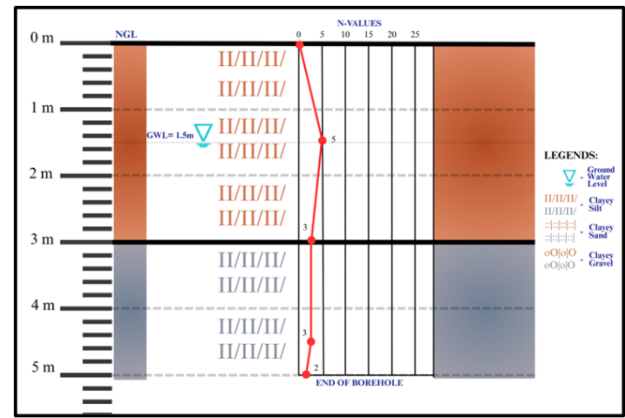 N-VALUES
0 m
NGL
0 5 10 15 20 25
II/II/II/
II/II/II/
1 m
II/II/II/
GWL= 1.5m
5
II/II/II/
2 m
II/II/II/
II/II/II/
3
3 m
II/II/II/
II/II/II/
4 m
II/II/II/
3
II/II/II/
2
5 m
END OF BOREHOLE
LEGENDS:
- Ground Water Level
II/II/II/
II/II/II/
- Clayey Silt
::|::|::|::|
::|::|::|::|
- Clayey Sand
oO|o|O
oO|o|O
- Clayey Gravel